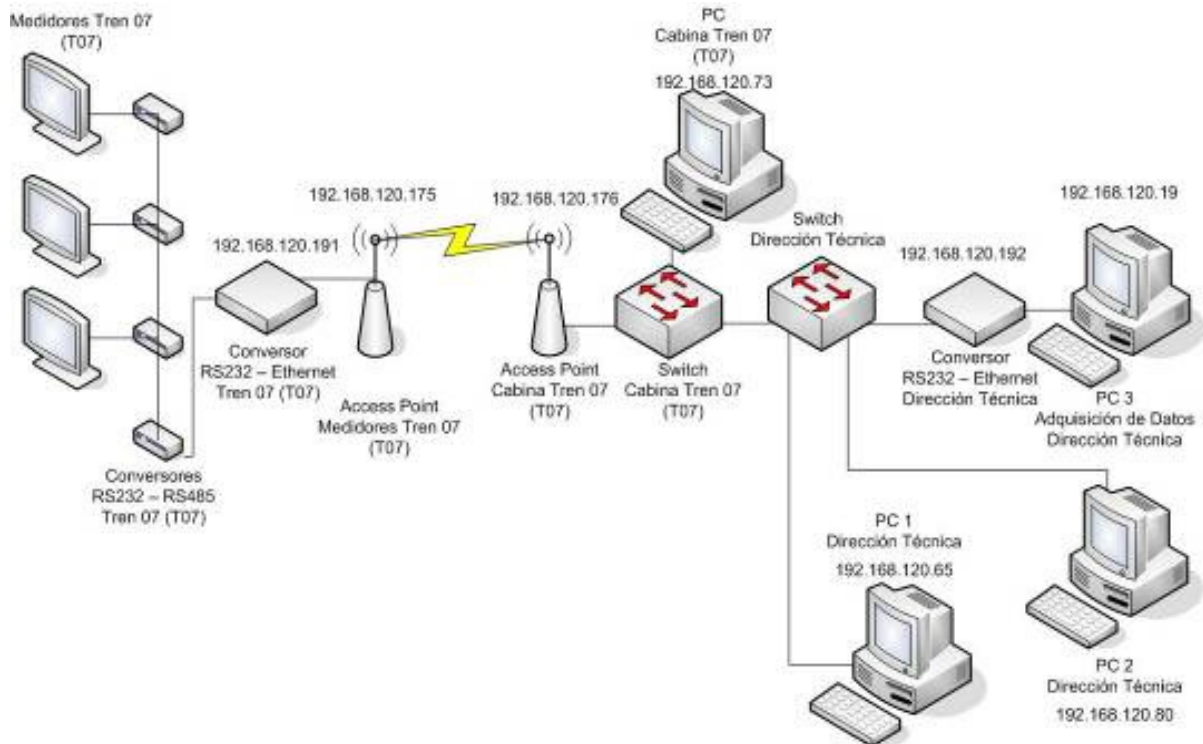 Medidores Tren 07
(T07)
PC
Cabina Tren 07
(T07)
192.168.120.73
192.168.120.175
192.168.120.176
192.168.120.191
Switch
Dirección Técnica
192.168.120.19
192.168.120.192
Conversor
RS232 – Ethernet
Tren 07 (T07)
Access Point
Medidores Tren 07
(T07)
Access Point
Cabina Tren 07
(T07)
Switch
Cabina Tren 07
(T07)
Conversor
RS232 – Ethernet
Dirección Técnica
PC 3
Adquisición de Datos
Dirección Técnica
Conversores
RS232 – RS485
Tren 07 (T07)
PC 1
Dirección Técnica
192.168.120.65
PC 2
Dirección Técnica
192.168.120.80